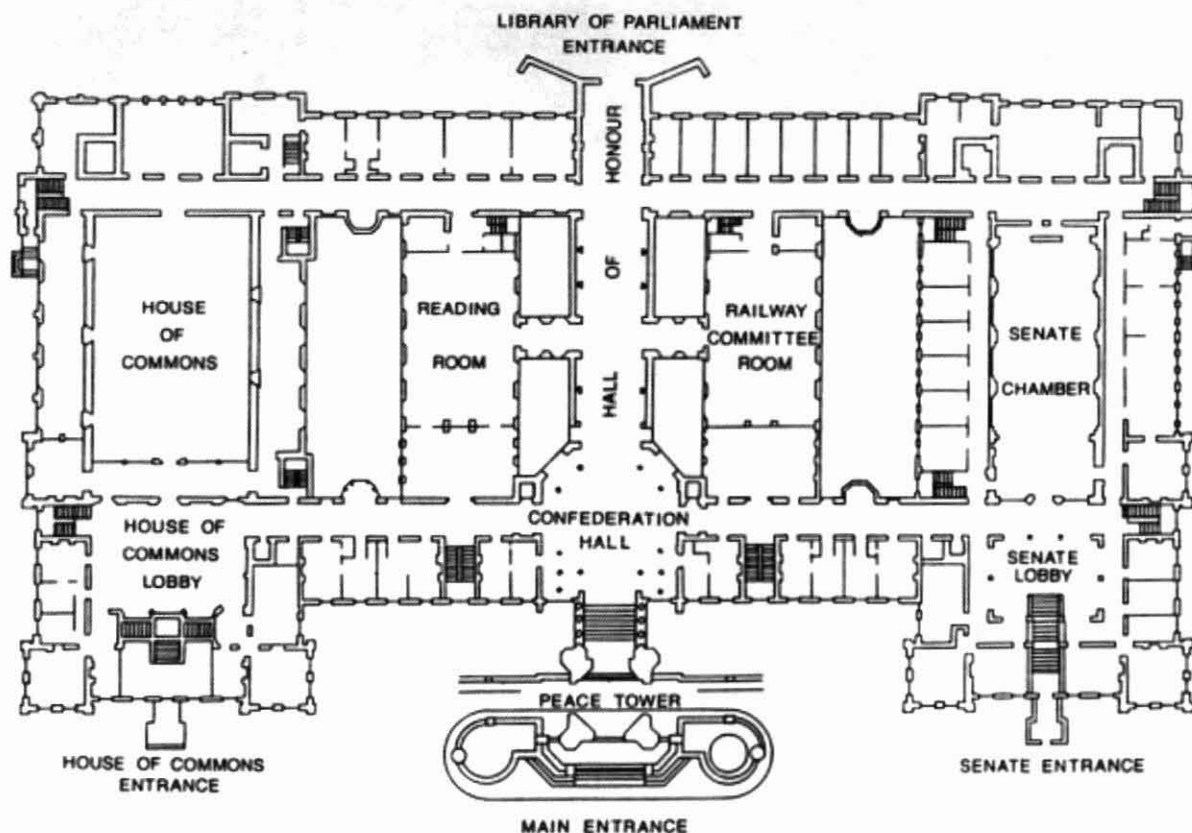 LIBRARY OF PARLIAMENT
ENTRANCE
HONOUR
OF
HALL
HOUSE
OF
COMMONS
READING
ROOM
RAILWAY
COMMITTEE
ROOM
SENATE
CHAMBER
HOUSE OF
COMMONS
LOBBY
CONFEDERATION
HALL
SENATE
LOBBY
PEACE TOWER
HOUSE OF COMMONS
ENTRANCE
SENATE ENTRANCE
MAIN ENTRANCE